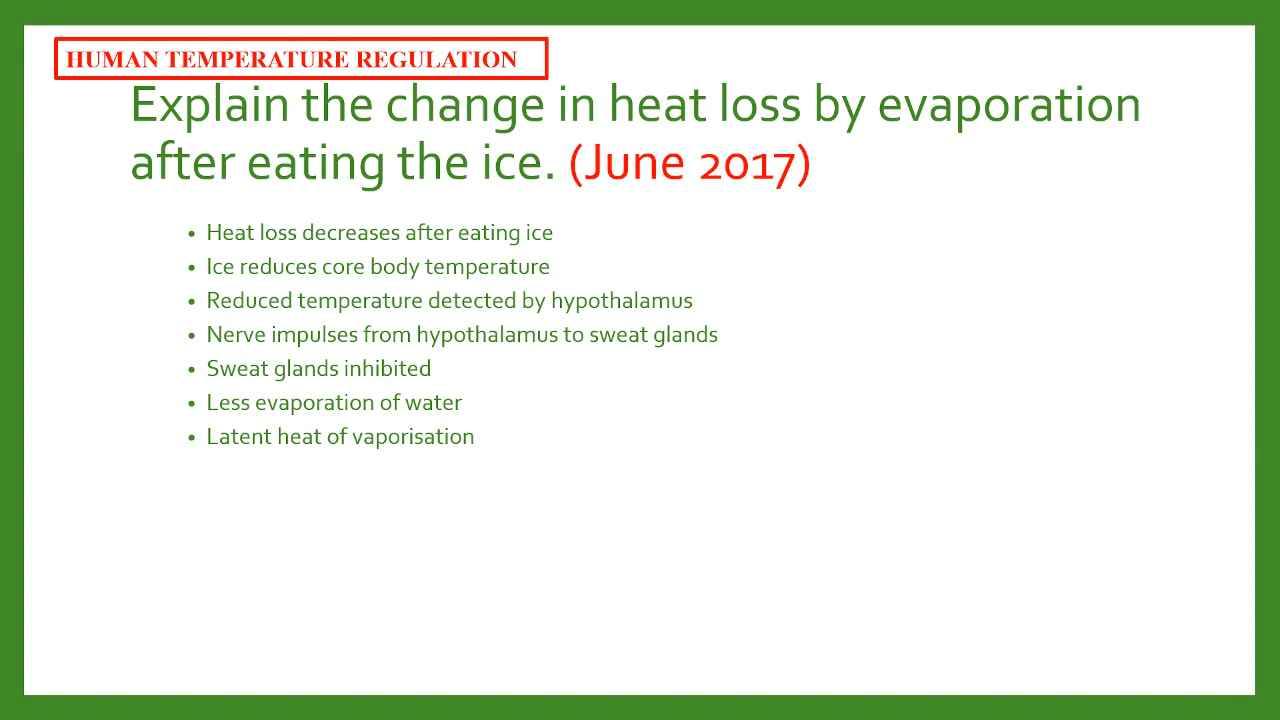 HUMAN TEMPERATURE REGULATION
Explain the change in heat loss by evaporation
after eating the ice. (June 2017)
• Heat loss decreases after eating ice
• Ice reduces core body temperature
• Reduced temperature detected by hypothalamus
• Nerve impulses from hypothalamus to sweat glands
• Sweat glands inhibited
• Less evaporation of water
• Latent heat of vaporisation